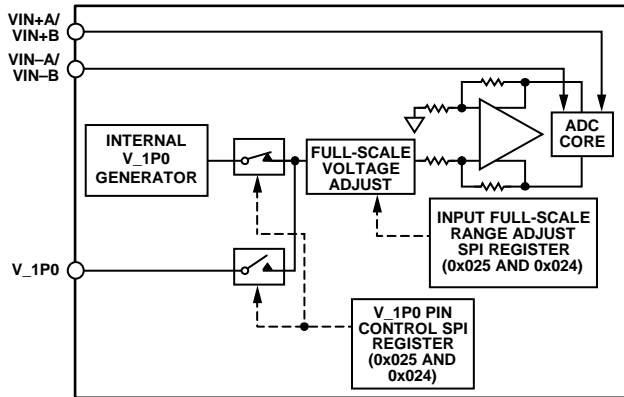 VIN+A/
VIN+B
VIN–A/
VIN–B
INTERNAL
V_1P0
GENERATOR
FULL-SCALE
VOLTAGE
ADJUST
ADC
CORE
INPUT FULL-SCALE
RANGE ADJUST
SPI REGISTER
(0x025 AND 0x024)
V_1P0
V_1P0 PIN
CONTROL SPI
REGISTER
(0x025 AND
0x024)